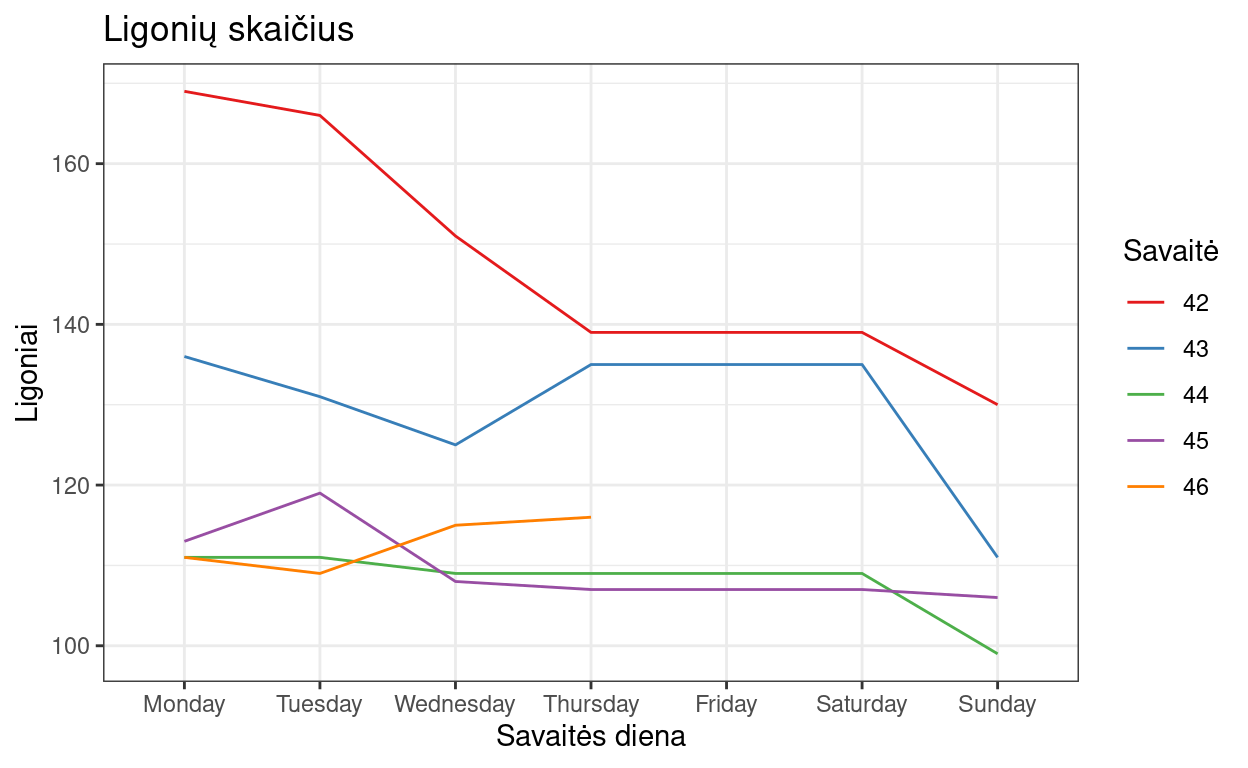 Ligonių skaičius
Ligoniai
160
140
120
100
Monday Tuesday Wednesday Thursday Friday Saturday Sunday
Savaitės diena
Savaitė
42
43
44
45
46